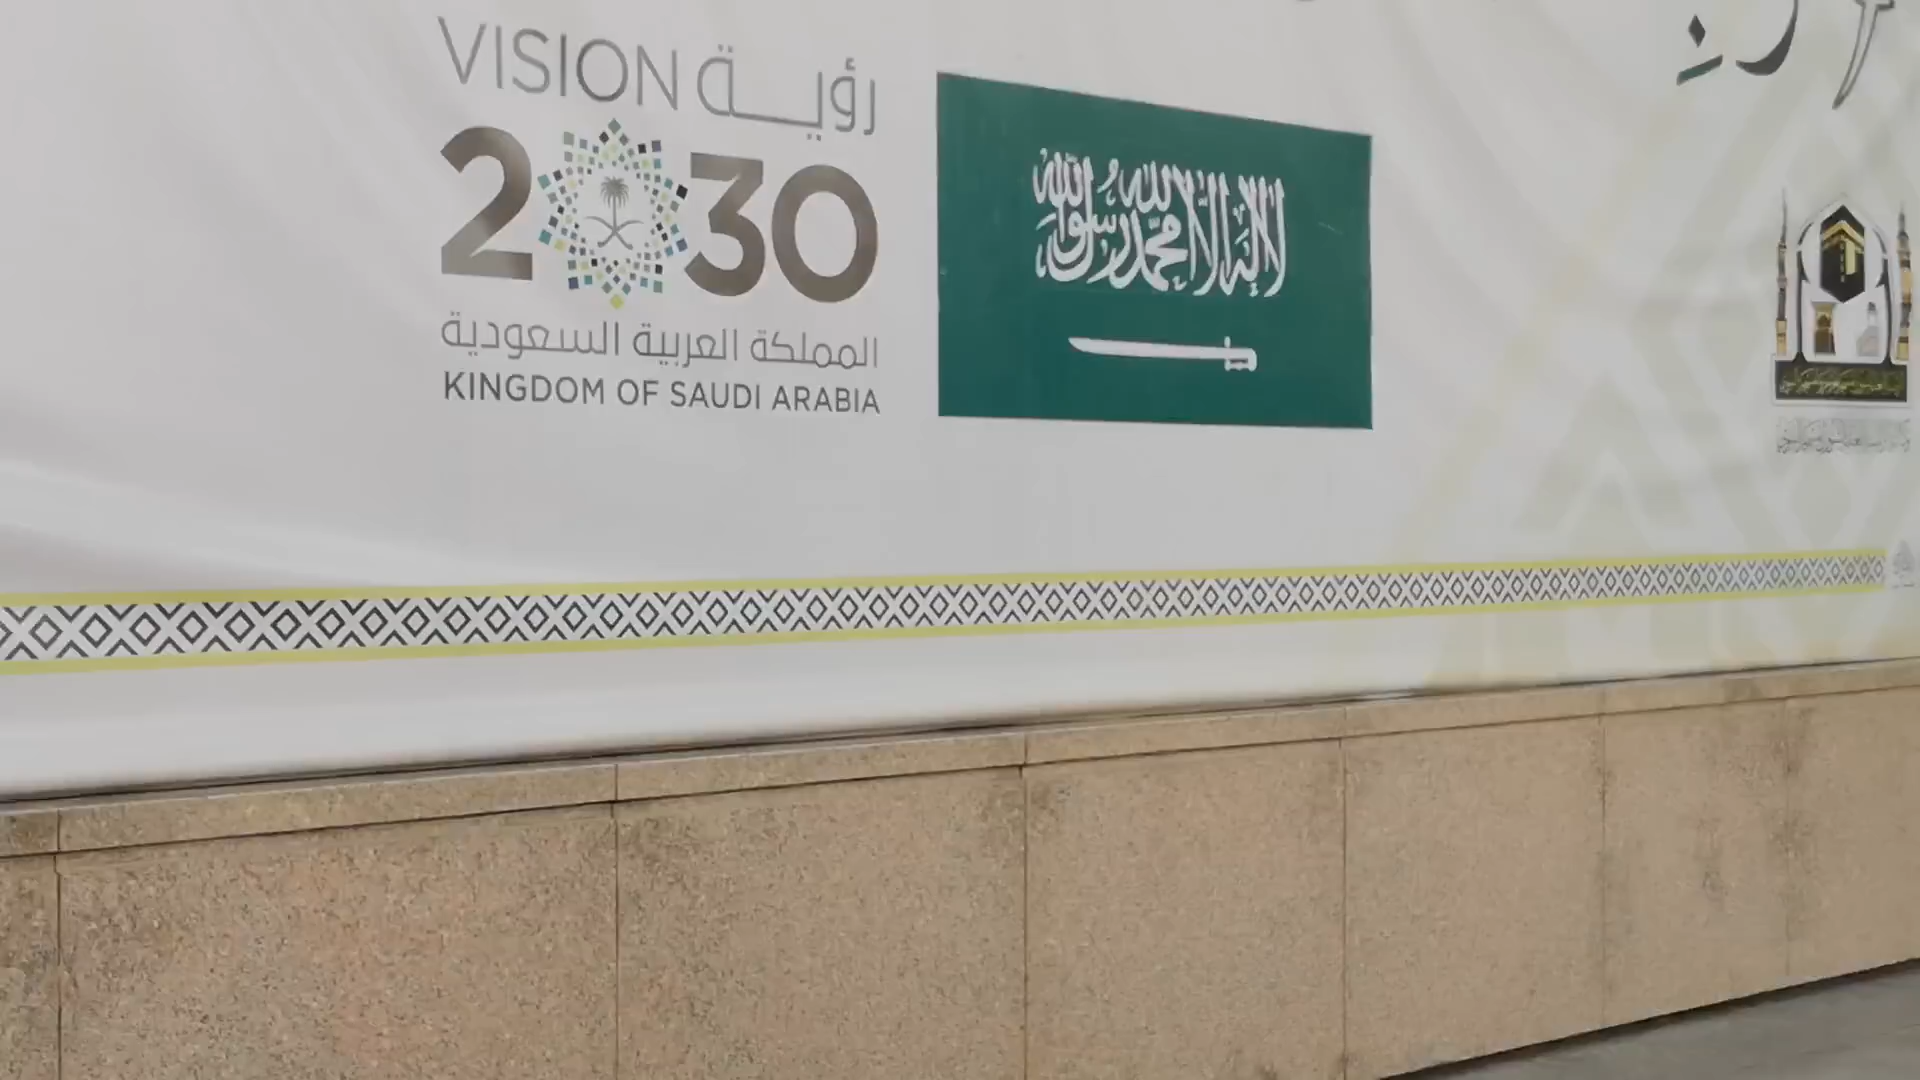 VISION رؤية
2030
المملكة العربية السعودية
KINGDOM OF SAUDI ARABIA
لا إله إلا الله محمد رسول الله